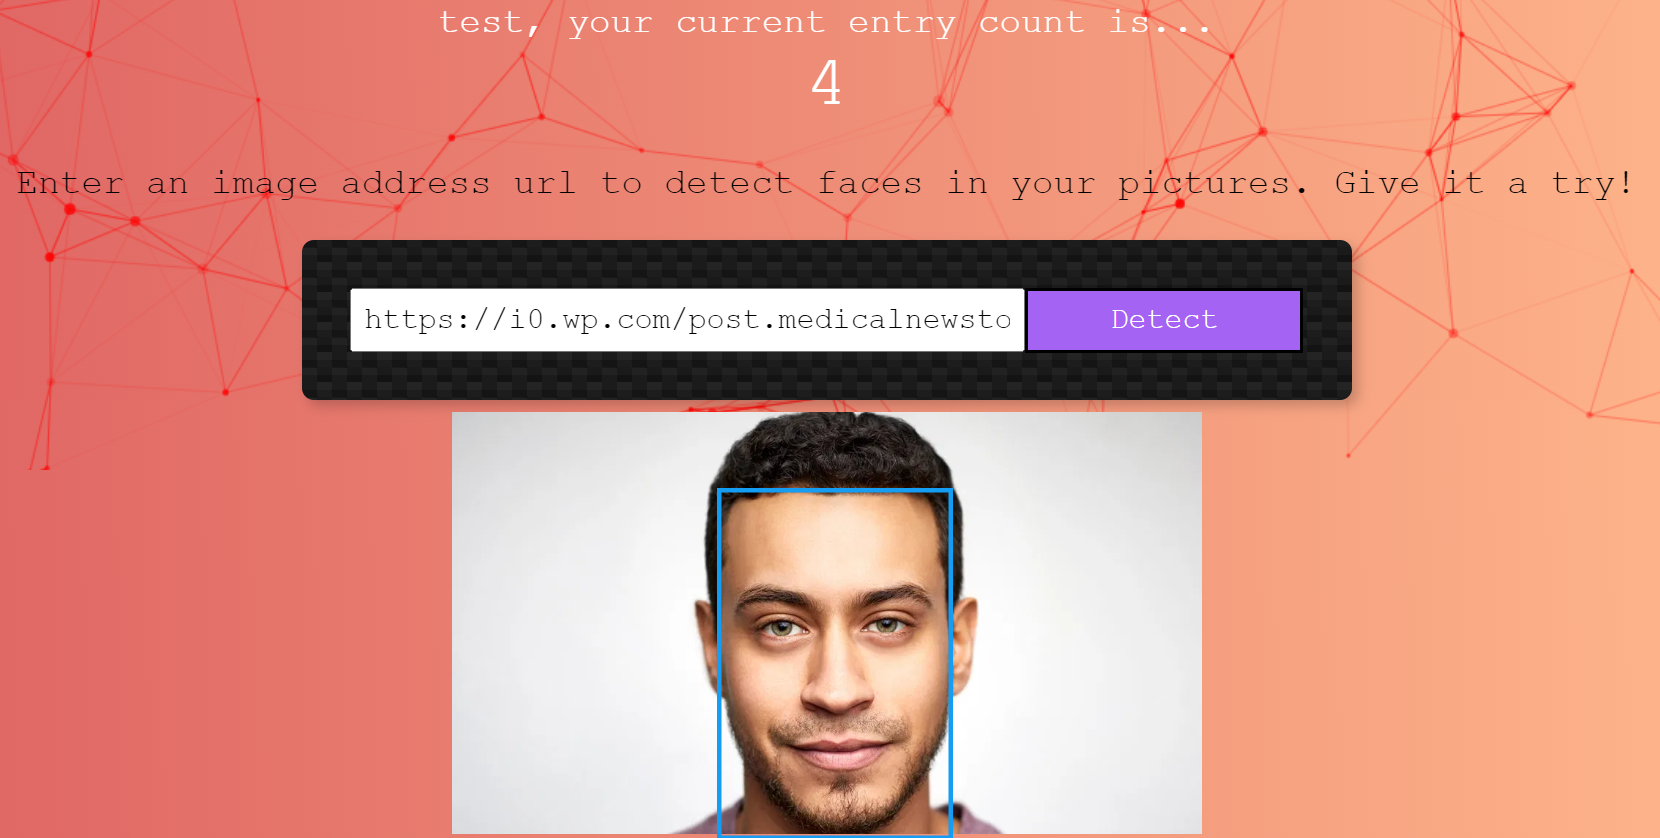 test, your current entry count is...
4
Enter an image address url to detect faces in your pictures. Give it a try!
https://i0.wp.com/post.medicalnewsto
Detect